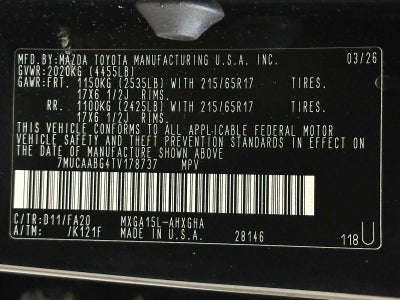 MFD.BY:MAZDA TOYOTA MANUFACTURING U.S.A. INC. 03/26
GVWR:2020KG (4455LB)
GAWR:FRT. 1150KG (2535LB) WITH 215/65R17 TIRES.
17X6 1/2J RIMS.
RR. 1100KG (2425LB) WITH 215/65R17 TIRES.
17X6 1/2J RIMS.
THIS VEHICLE CONFORMS TO ALL APPLICABLE FEDERAL MOTOR
VEHICLE SAFETY AND THEFT PREVENTION STANDARDS IN EFFECT
ON THE DATE OF MANUFACTURE SHOWN ABOVE.
7MUCAABG4TV178737 MPV
C/TR:D11/FA20 MXGA15L-AHXGHA
A/TM: /K121F MADE IN U.S.A. 28146 118U